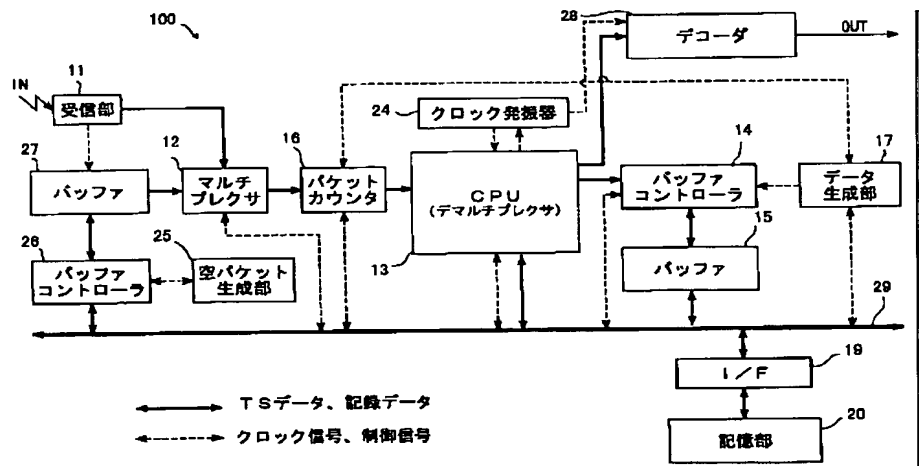 100
28
デコーダ
OUT
11
IN
受信部
24
クロック発振器
27
12
16
14
17
バッファ
マルチ
プレクサ
パケット
カウンタ
CPU
(デマルチプレクサ)
バッファ
コントローラ
データ
生成部
26
25
13
15
バッファ
コントローラ
空パケット
生成部
バッファ
29
I/F
19
TSデータ、記録データ
クロック信号、制御信号
記憶部
20